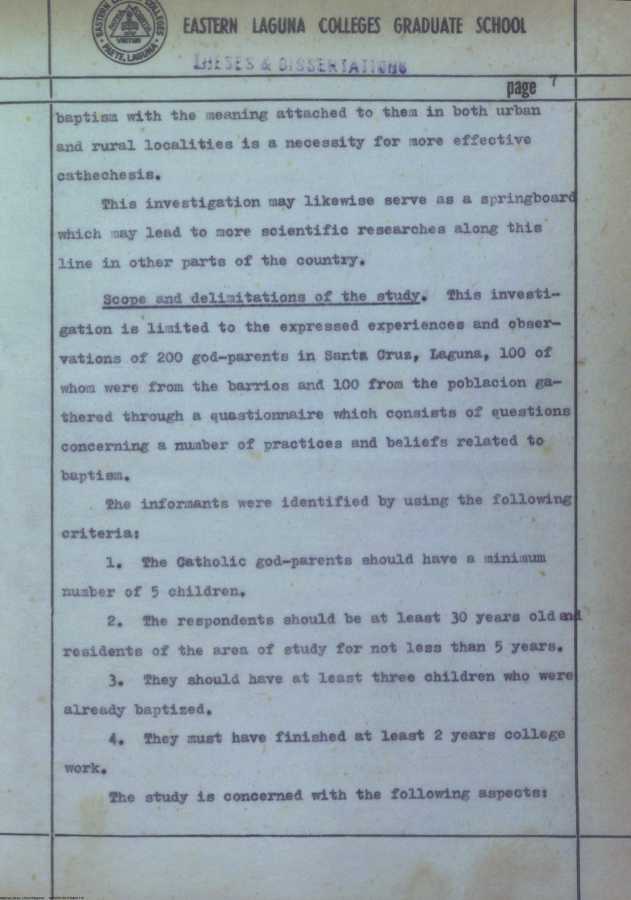 EASTERN LAGUNA COLLEGES
PAETE, LAGUNA
EASTERN LAGUNA COLLEGES GRADUATE SCHOOL
THESES & DISSERTATIONS
page 7
baptism with the meaning attached to them in both urban
and rural localities is a necessity for more effective
cathechesis.
This investigation may likewise serve as a springboard
which may lead to more scientific researches along this
line in other parts of the country.
Scope and delimitations of the study. This investi-
gation is limited to the expressed experiences and obser-
vations of 200 god-parents in Santa Cruz, Laguna, 100 of
whom were from the barrios and 100 from the poblacion ga-
thered through a quastionnaire which consists of questions
concerning a number of practices and beliefs related to
baptism.
The informants were identified by using the following
criteria:
1. The Catholic god-parents should have a minimum
number of 5 children.
2. The respondents should be at least 30 years old and
residents of the area of study for not less than 5 years.
3. They should have at least three children who were
already baptized.
4. They must have finished at least 2 years college
work.
The study is concerned with the following aspects: